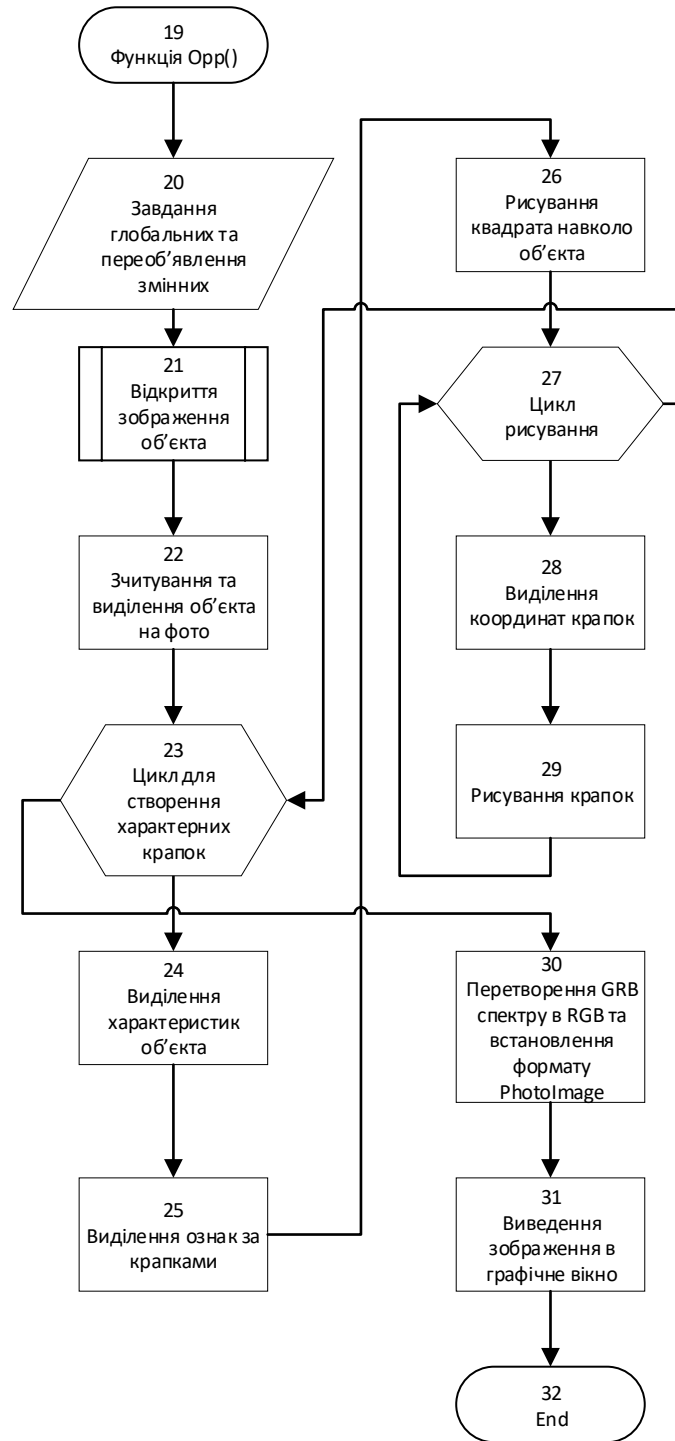 19
Функція Opp()
20
Завдання
глобальних та
переоб’явлення
змінних
21
Відкриття
зображення
об’єкта
22
Зчитування та
виділення об’єкта
на фото
23
Цикл для
створення
характерних
крапок
24
Виділення
характеристик
об’єкта
25
Виділення ознак за
крапками
26
Рисування
квадрата навколо
об’єкта
27
Цикл
рисування
28
Виділення
координат крапок
29
Рисування крапок
30
Перетворення GRB
спектру в RGB та
встановлення
формату
PhotoImage
31
Виведення
зображення в
графічне вікно
32
End